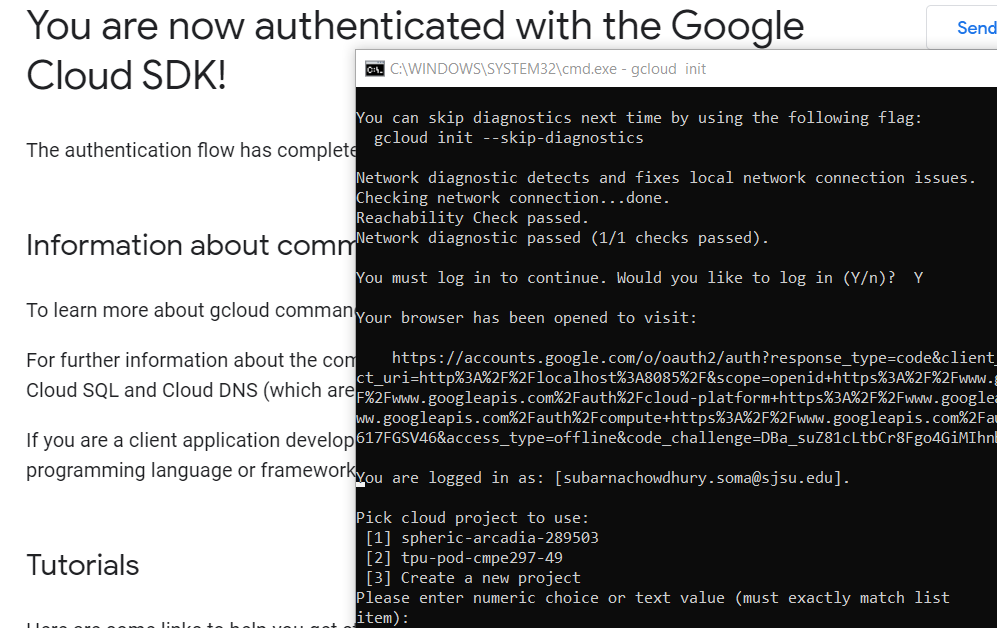 You are now authenticated with the Google
Cloud SDK!
Send
The authentication flow has complete
Information about comm
To learn more about gcloud comman
For further information about the com
Cloud SQL and Cloud DNS (which are
If you are a client application develop
programming language or framework
Tutorials
C:\WINDOWS\SYSTEM32\cmd.exe - gcloud  init
You can skip diagnostics next time by using the following flag:
  gcloud init --skip-diagnostics
Network diagnostic detects and fixes local network connection issues.
Checking network connection...done.
Reachability Check passed.
Network diagnostic passed (1/1 checks passed).
You must log in to continue. Would you like to log in (Y/n)?  Y
Your browser has been opened to visit:
    https://accounts.google.com/o/oauth2/auth?response_type=code&client_
ct_uri=http%3A%2F%2Flocalhost%3A8085%2F&scope=openid+https%3A%2F%2Fwww.g
F%2Fwww.googleapis.com%2Fauth%2Fcloud-platform+https%3A%2F%2Fwww.googlea
ww.googleapis.com%2Fauth%2Fcompute+https%3A%2F%2Fwww.googleapis.com%2Fau
617FGSV46&access_type=offline&code_challenge=DBa_suZ81cLtbCr8Fgo4GiMIhn
You are logged in as: [subarnachowdhury.soma@sjsu.edu].
Pick cloud project to use:
 [1] spheric-arcadia-289503
 [2] tpu-pod-cmpe297-49
 [3] Create a new project
Please enter numeric choice or text value (must exactly match list
item):